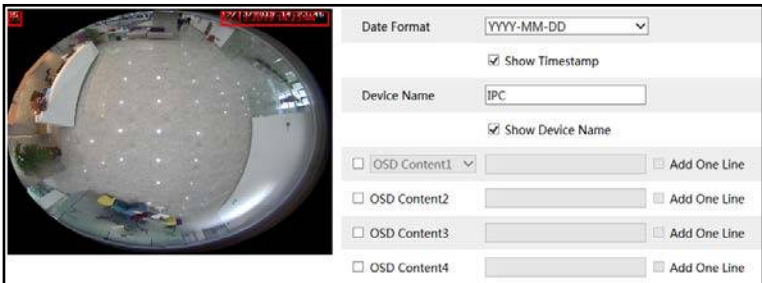 Date Format YYYY-MM-DD
Show Timestamp
Device Name IPC
Show Device Name
OSD Content1 Add One Line
OSD Content2 Add One Line
OSD Content3 Add One Line
OSD Content4 Add One Line